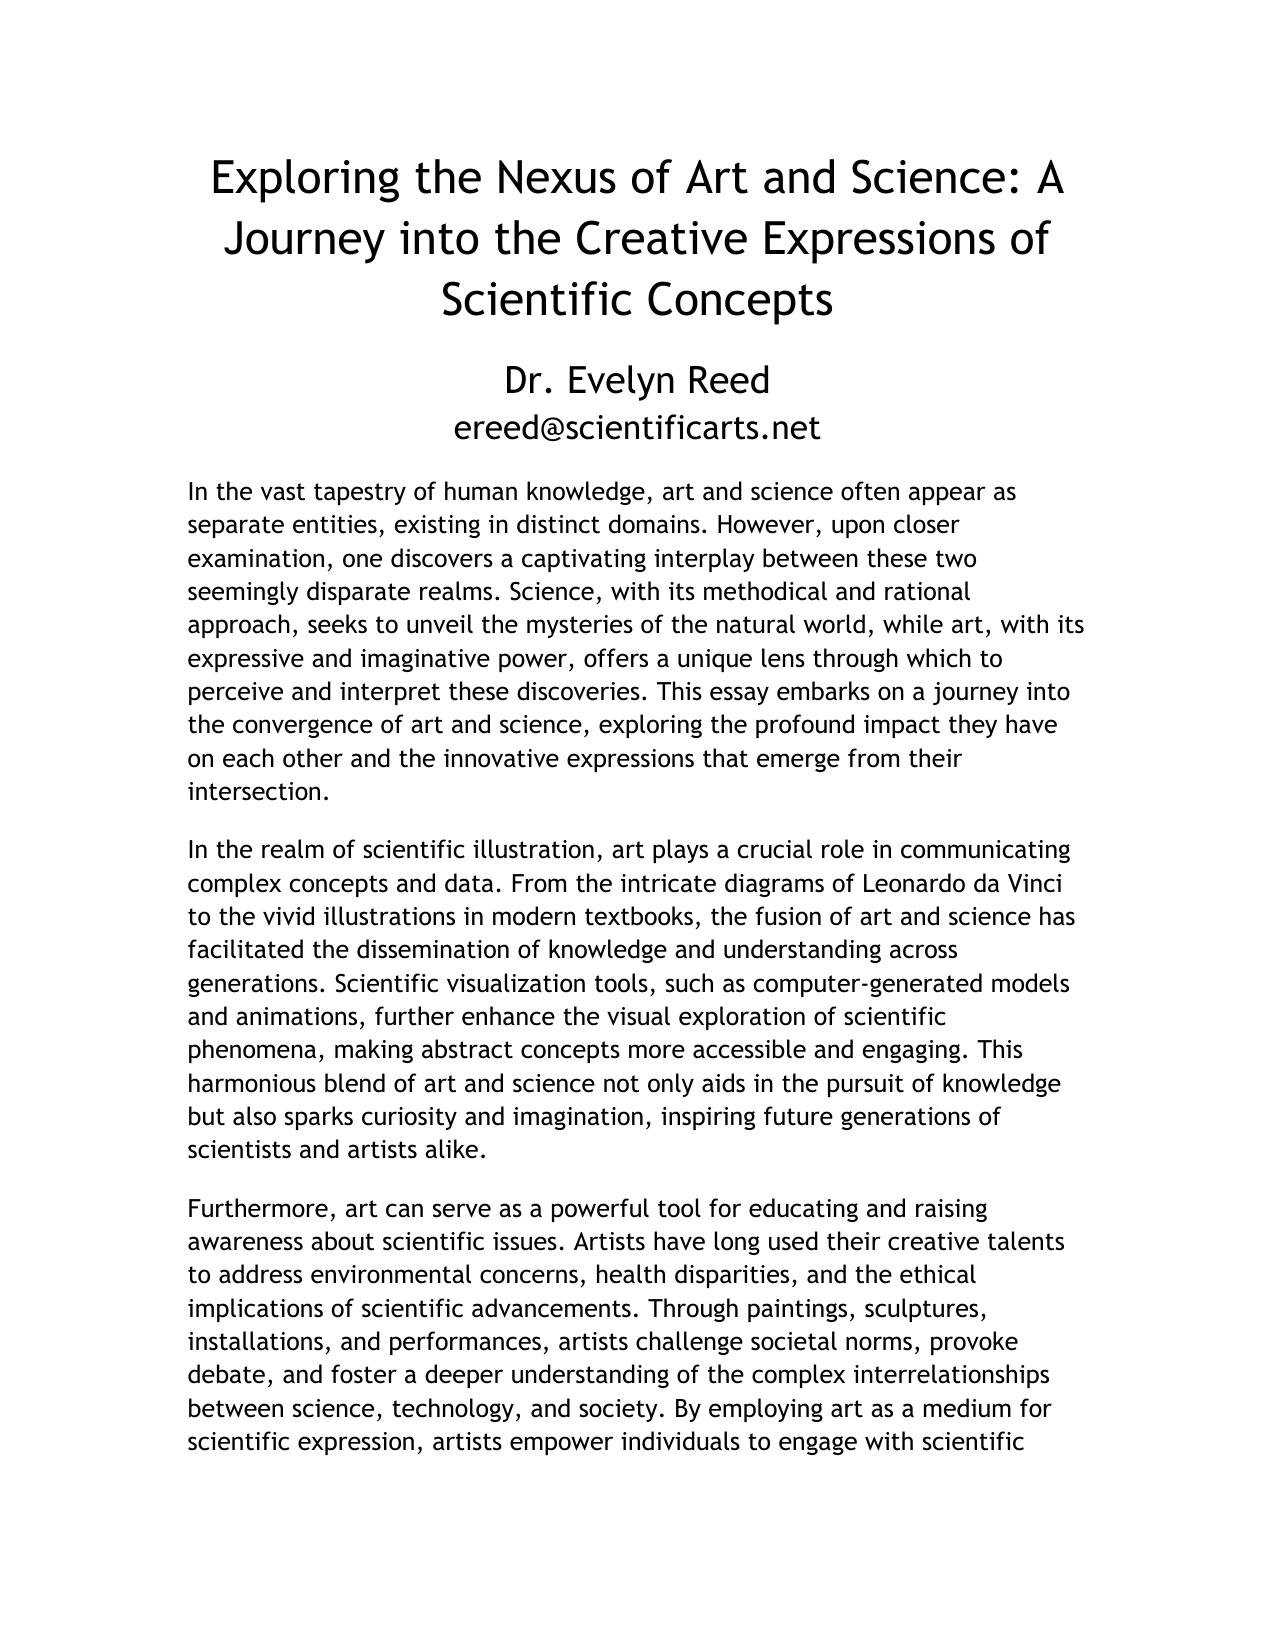 Exploring the Nexus of Art and Science: A
Journey into the Creative Expressions of
Scientific Concepts
Dr. Evelyn Reed
ereed@scientificarts.net
In the vast tapestry of human knowledge, art and science often appear as
separate entities, existing in distinct domains. However, upon closer
examination, one discovers a captivating interplay between these two
seemingly disparate realms. Science, with its methodical and rational
approach, seeks to unveil the mysteries of the natural world, while art, with its
expressive and imaginative power, offers a unique lens through which to
perceive and interpret these discoveries. This essay embarks on a journey into
the convergence of art and science, exploring the profound impact they have
on each other and the innovative expressions that emerge from their
intersection.
In the realm of scientific illustration, art plays a crucial role in communicating
complex concepts and data. From the intricate diagrams of Leonardo da Vinci
to the vivid illustrations in modern textbooks, the fusion of art and science has
facilitated the dissemination of knowledge and understanding across
generations. Scientific visualization tools, such as computer-generated models
and animations, further enhance the visual exploration of scientific
phenomena, making abstract concepts more accessible and engaging. This
harmonious blend of art and science not only aids in the pursuit of knowledge
but also sparks curiosity and imagination, inspiring future generations of
scientists and artists alike.
Furthermore, art can serve as a powerful tool for educating and raising
awareness about scientific issues. Artists have long used their creative talents
to address environmental concerns, health disparities, and the ethical
implications of scientific advancements. Through paintings, sculptures,
installations, and performances, artists challenge societal norms, provoke
debate, and foster a deeper understanding of the complex interrelationships
between science, technology, and society. By employing art as a medium for
scientific expression, artists empower individuals to engage with scientific